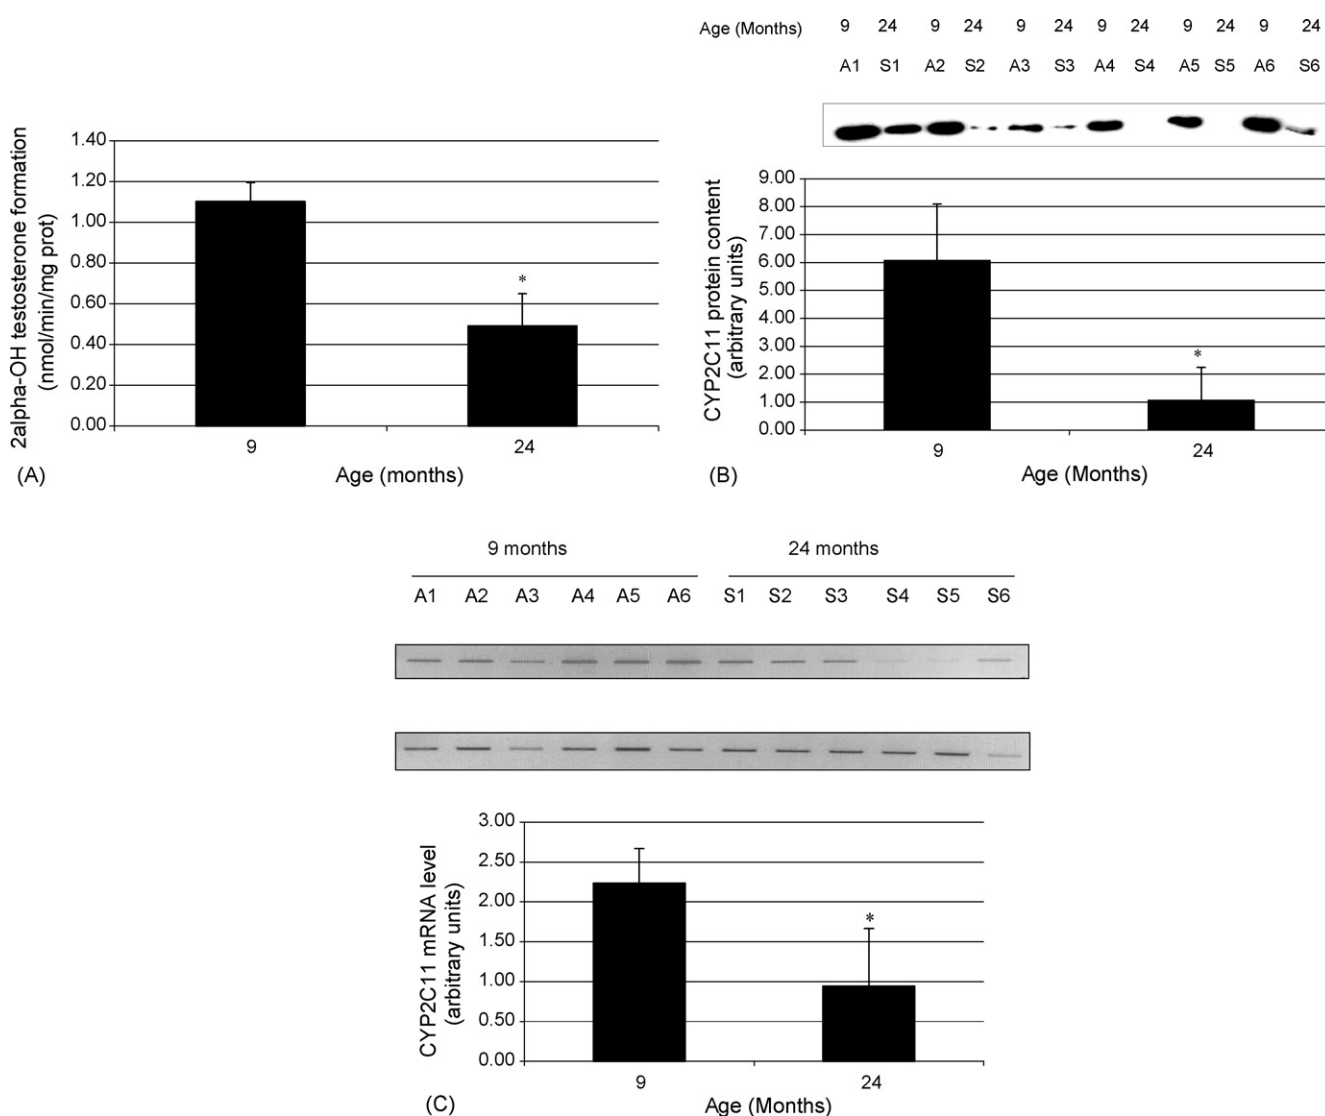 Age (Months) 9 24 9 24 9 24 9 24 9 24 9 24
A1 S1 A2 S2 A3 S3 A4 S4 A5 S5 A6 S6
2alpha-OH testosterone formation
(nmol/min/mg prot)
1.40
1.20
1.00
0.80
0.60
0.40
0.20
0.00
*
9 24
Age (months)
(A)
CYP2C11 protein content
(arbitrary units)
9.00
8.00
7.00
6.00
5.00
4.00
3.00
2.00
1.00
0.00
*
9 24
Age (Months)
(B)
9 months 24 months
A1 A2 A3 A4 A5 A6 S1 S2 S3 S4 S5 S6
CYP2C11 mRNA level
(arbitrary units)
3.00
2.50
2.00
1.50
1.00
0.50
0.00
*
9 24
Age (Months)
(C)